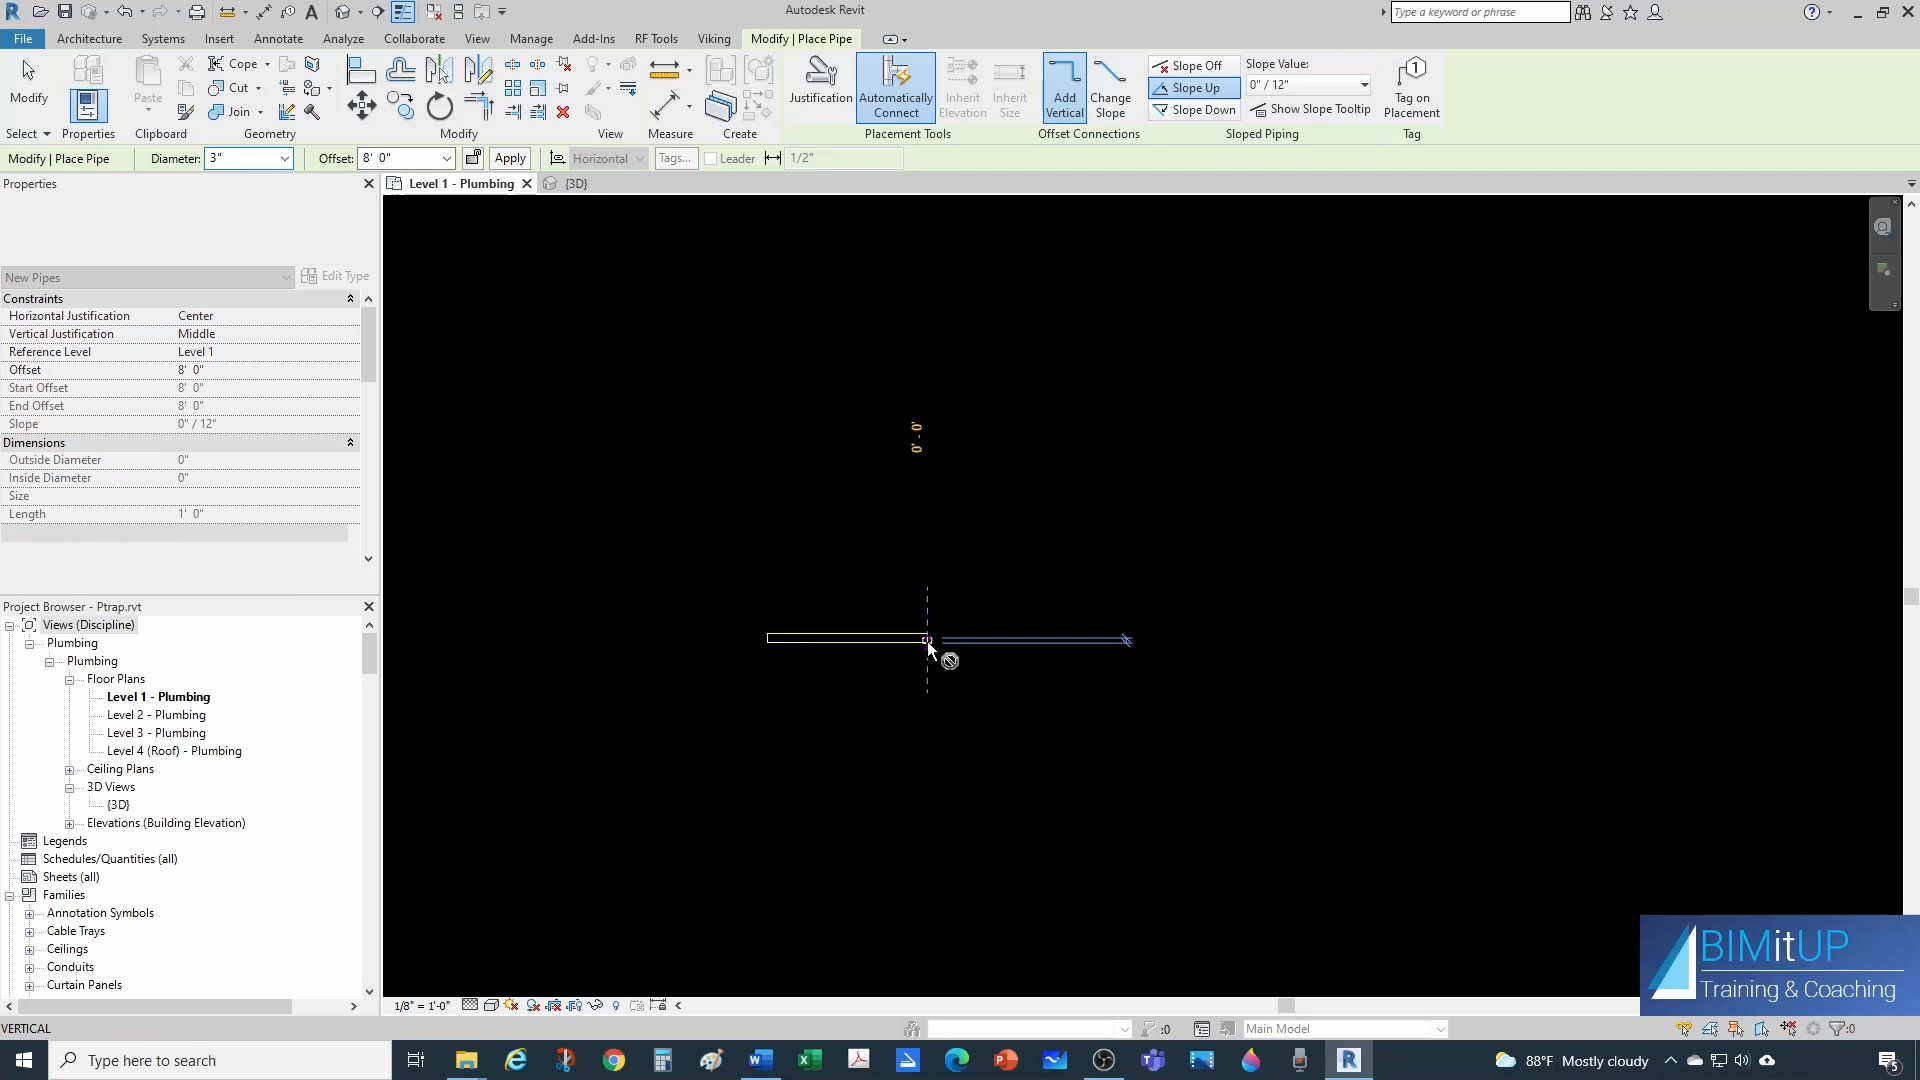 Autodesk Revit
Type a keyword or phrase
File Architecture Systems Insert Annotate Analyze Collaborate View Manage Add-Ins RF Tools Viking Modify | Place Pipe
Cope
Slope Off
Slope Value:
Cut
Slope Up
0" / 12"
Modify
Paste
Justification
Automatically
Connect
Inherit
Elevation
Inherit
Size
Add
Vertical
Change
Slope
Tag on
Placement
Join
Slope Down
Show Slope Tooltip
Select Properties Clipboard Geometry Modify View Measure Create Placement Tools Offset Connections Sloped Piping Tag
Modify | Place Pipe Diameter: 3" Offset: 8' 0" Apply Horizontal Tags... Leader 1/2"
Properties
Level 1 - Plumbing
{3D}
New Pipes
Edit Type
Constraints
Horizontal Justification Center
Vertical Justification Middle
Reference Level Level 1
Offset 8' 0"
Start Offset 8' 0"
End Offset 8' 0"
Slope 0" / 12"
Dimensions
Outside Diameter 0"
Inside Diameter 0"
Size
Length 1' 0"
0' - 0'
Project Browser - Ptrap.rvt
Views (Discipline)
Plumbing
Plumbing
Floor Plans
Level 1 - Plumbing
Level 2 - Plumbing
Level 3 - Plumbing
Level 4 (Roof) - Plumbing
Ceiling Plans
3D Views
{3D}
Elevations (Building Elevation)
Legends
Schedules/Quantities (all)
Sheets (all)
Families
Annotation Symbols
Cable Trays
Ceilings
Conduits
Curtain Panels
BIMitUP
Training & Coaching
1/8" = 1'-0"
VERTICAL
:0
Main Model
:0
Type here to search
88°F Mostly cloudy
5